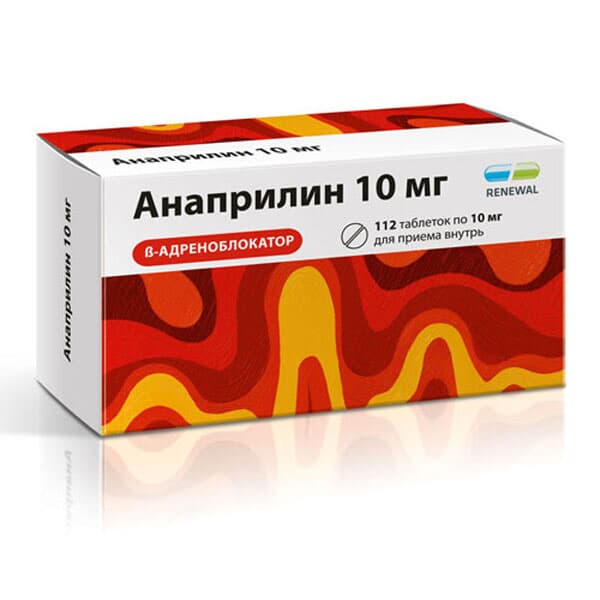 Анаприлин 10 мг
Анаприлин 10 мг
Анаприлин 10 мг
RENEWAL
ß-АДРЕНОБЛОКАТОР
112 таблеток по 10 мг
для приема внутрь